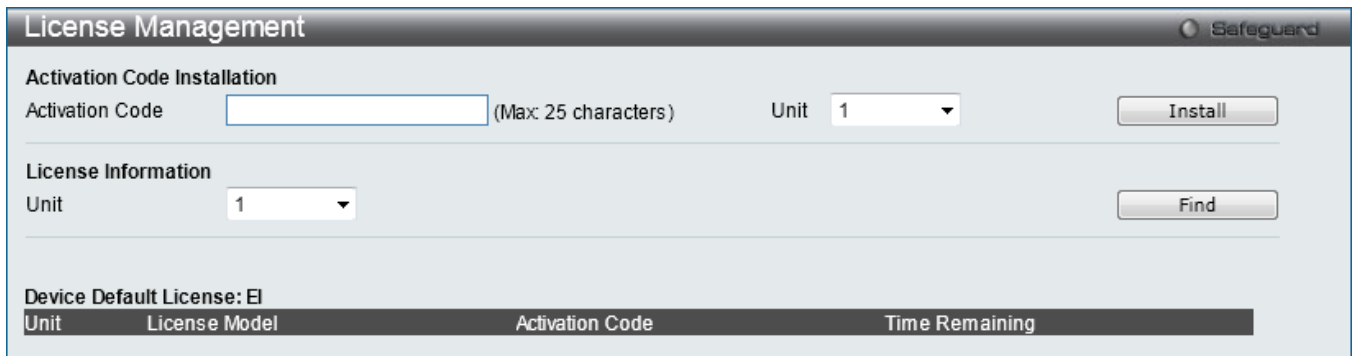 License Management Safeguard
Activation Code Installation
Activation Code (Max: 25 characters) Unit 1 Install
License Information
Unit 1 Find
Device Default License: EI
Unit License Model Activation Code Time Remaining